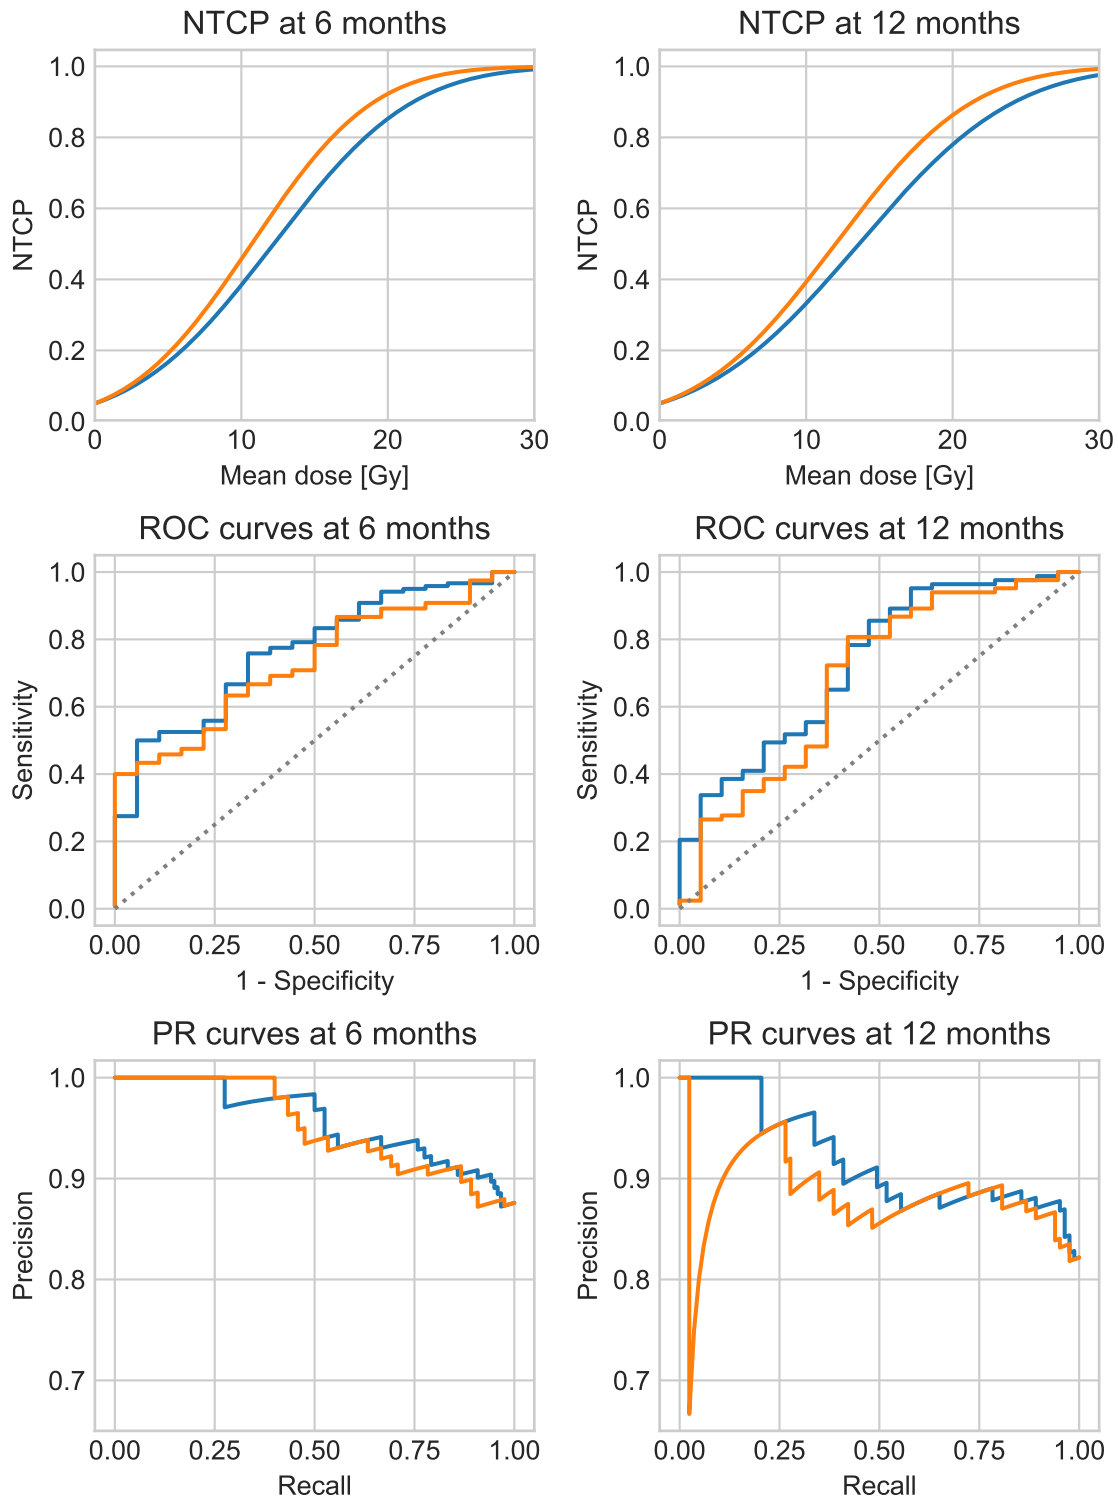 NTCP at 6 months
NTCP
1.0
0.8
0.6
0.4
0.2
0.0
0 10 20 30
Mean dose [Gy]
NTCP at 12 months
NTCP
1.0
0.8
0.6
0.4
0.2
0.0
0 10 20 30
Mean dose [Gy]
ROC curves at 6 months
Sensitivity
1.0
0.8
0.6
0.4
0.2
0.0
0.00 0.25 0.50 0.75 1.00
1 - Specificity
ROC curves at 12 months
Sensitivity
1.0
0.8
0.6
0.4
0.2
0.0
0.00 0.25 0.50 0.75 1.00
1 - Specificity
PR curves at 6 months
Precision
1.0
0.9
0.8
0.7
0.00 0.25 0.50 0.75 1.00
Recall
PR curves at 12 months
Precision
1.0
0.9
0.8
0.7
0.00 0.25 0.50 0.75 1.00
Recall